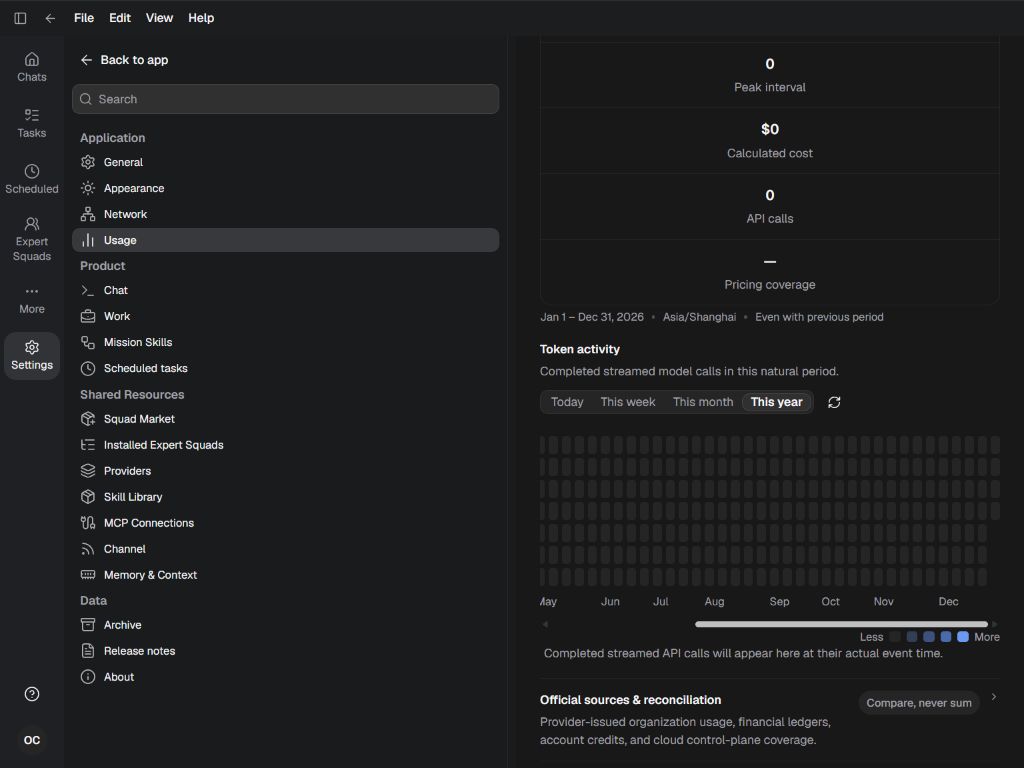 File Edit View Help
Chats
Tasks
Scheduled
Expert
Squads
More
Settings
OC
Back to app
Search
Application
General
Appearance
Network
Usage
Product
Chat
Work
Mission Skills
Scheduled tasks
Shared Resources
Squad Market
Installed Expert Squads
Providers
Skill Library
MCP Connections
Channel
Memory & Context
Data
Archive
Release notes
About
0
Peak interval
$0
Calculated cost
0
API calls
—
Pricing coverage
Jan 1 – Dec 31, 2026 • Asia/Shanghai • Even with previous period
Token activity
Completed streamed model calls in this natural period.
Today This week This month This year
May Jun Jul Aug Sep Oct Nov Dec
Less More
Completed streamed API calls will appear here at their actual event time.
Official sources & reconciliation
Compare, never sum
Provider-issued organization usage, financial ledgers,
account credits, and cloud control-plane coverage.